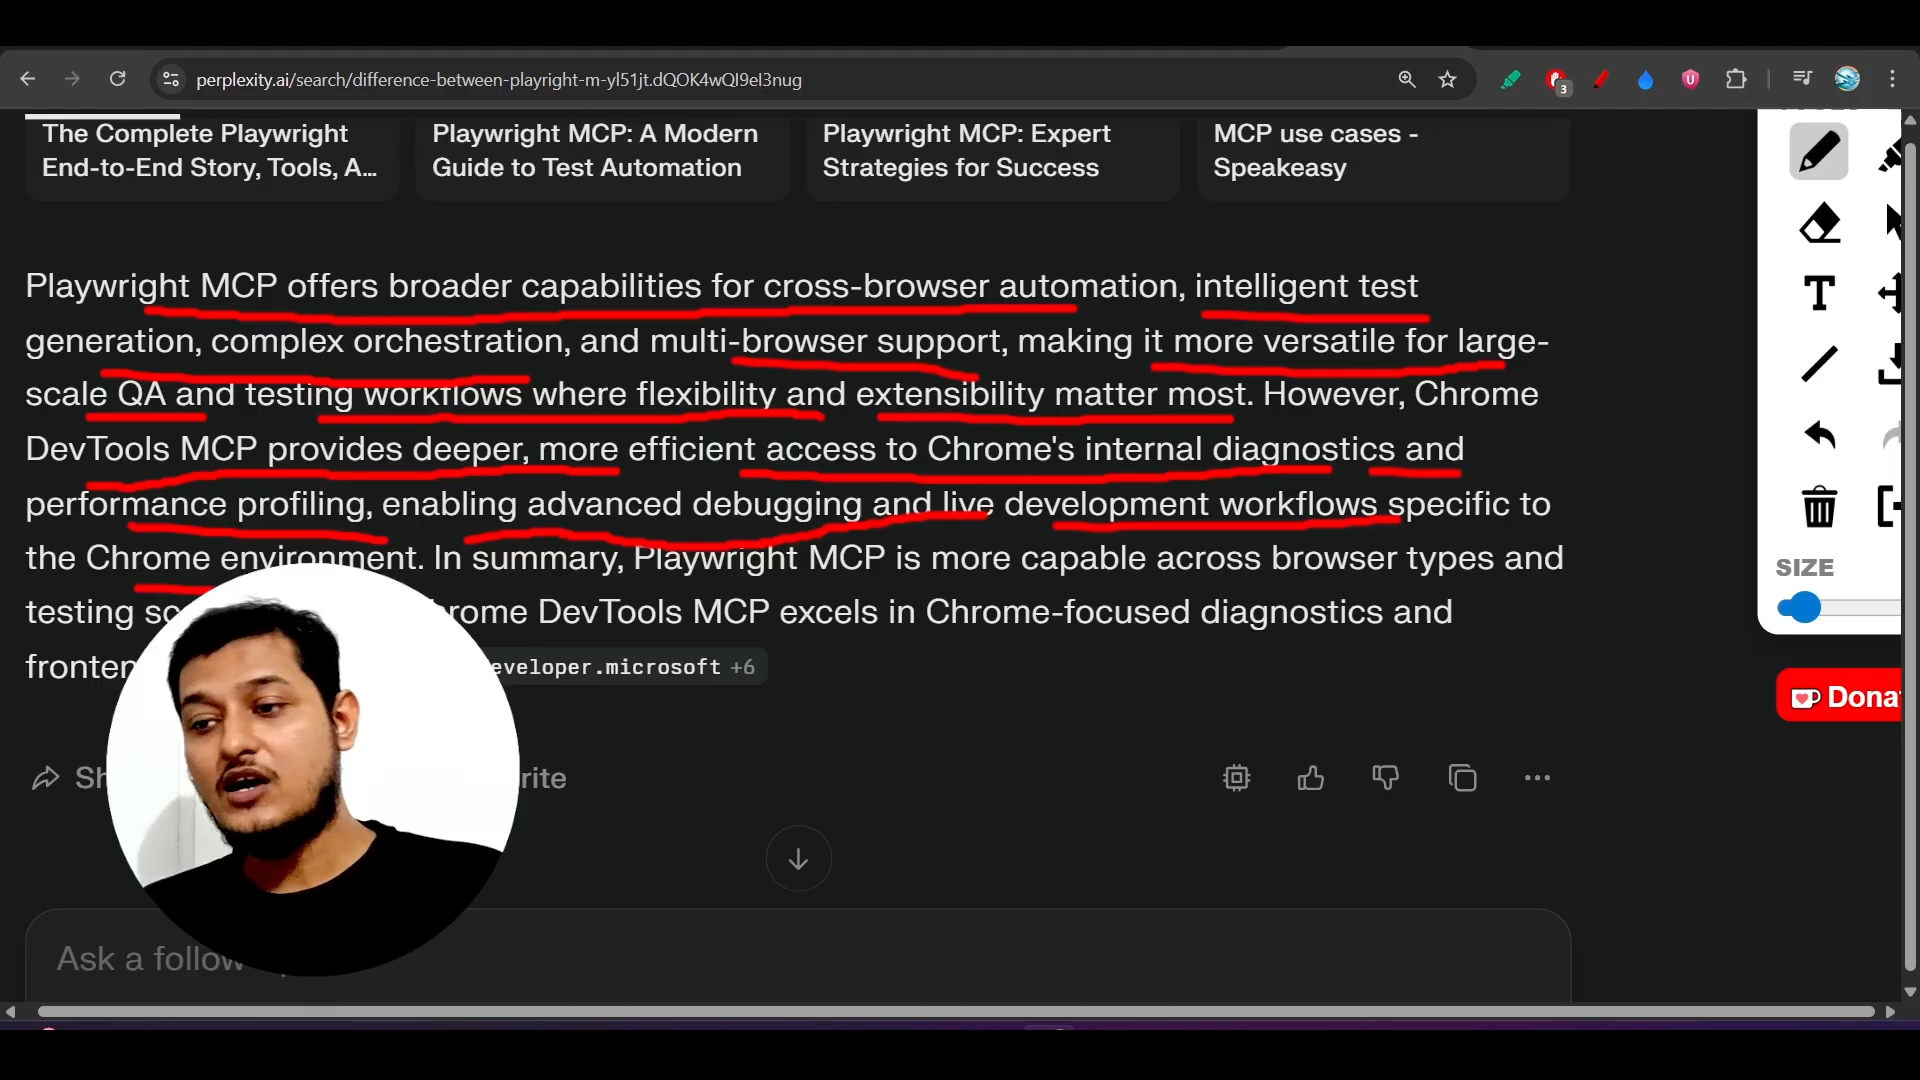 perplexity.ai/search/difference-between-playright-m-yl51jt.dQOK4wQl9eI3nug
3
The Complete Playwright
End-to-End Story, Tools, A...
Playwright MCP: A Modern
Guide to Test Automation
Playwright MCP: Expert
Strategies for Success
MCP use cases -
Speakeasy
Playwright MCP offers broader capabilities for cross-browser automation, intelligent test
generation, complex orchestration, and multi-browser support, making it more versatile for large-
scale QA and testing workflows where flexibility and extensibility matter most. However, Chrome
DevTools MCP provides deeper, more efficient access to Chrome's internal diagnostics and
performance profiling, enabling advanced debugging and live development workflows specific to
the Chrome environment. In summary, Playwright MCP is more capable across browser types and
testing DevTools MCP excels in Chrome-focused diagnostics and
developer.microsoft +6
SIZE
Ask a follow